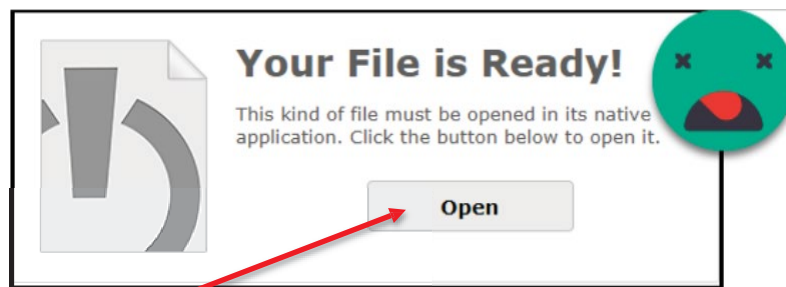 Your File is Ready!
This kind of file must be opened in its native
application. Click the button below to open it.
Open